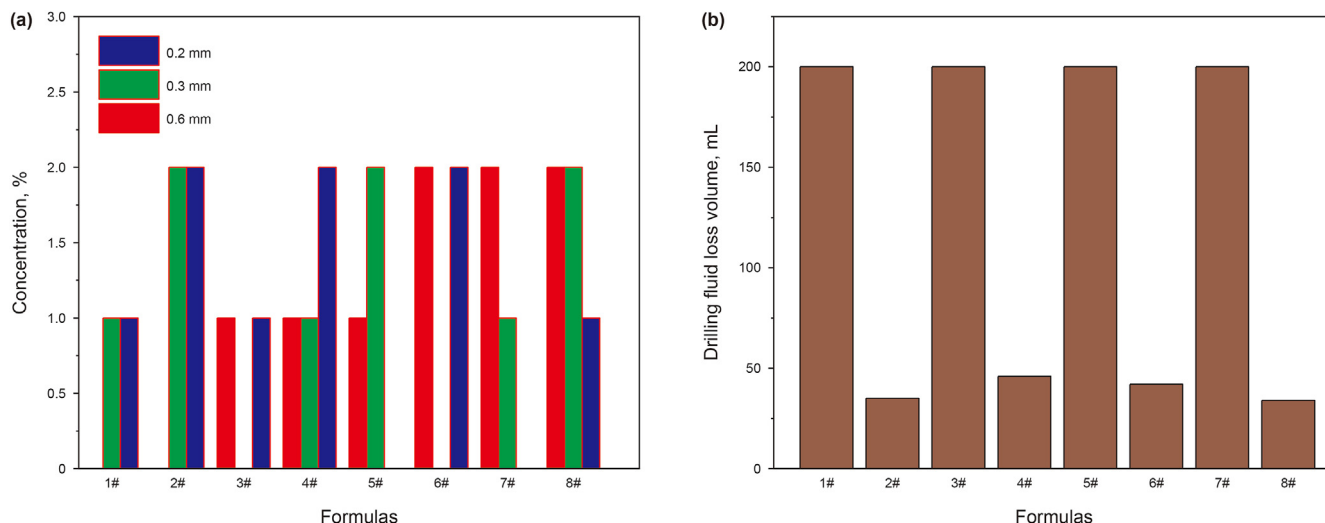 (a)
3.0
2.5
2.0
1.5
1.0
0.5
0
Concentration, %
0.2 mm
0.3 mm
0.6 mm
1# 2# 3# 4# 5# 6# 7# 8#
Formulas
(b)
200
150
100
50
0
Drilling fluid loss volume, mL
1# 2# 3# 4# 5# 6# 7# 8#
Formulas